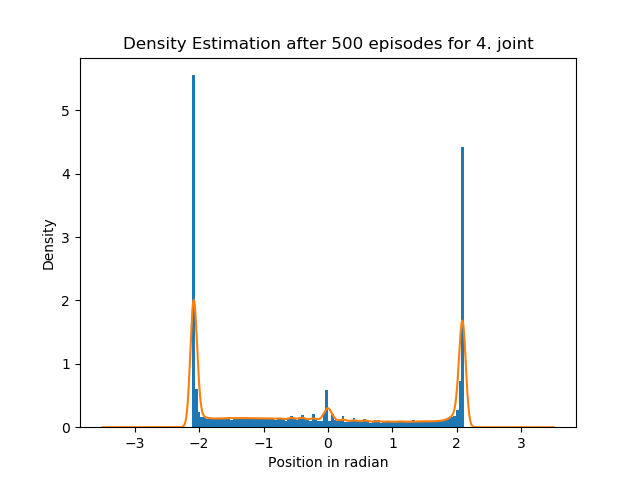 Density Estimation after 500 episodes for 4. joint
Density
5
4
3
2
1
0
−3 −2 −1 0 1 2 3
Position in radian